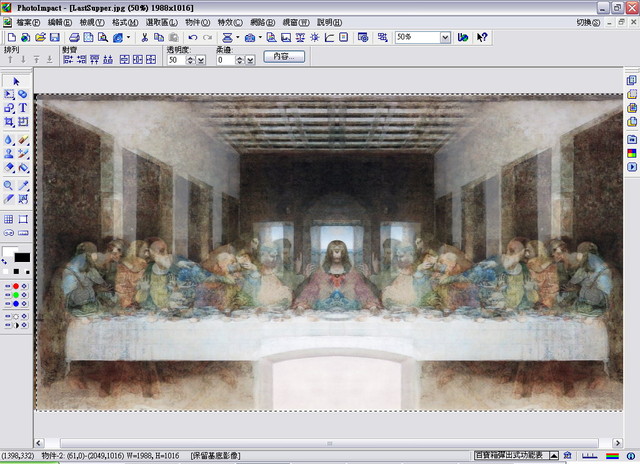 PhotoImpact - [LastSupper.jpg (50%) 1988x1016]
檔案(F) 編輯(E) 檢視(V) 格式(M) 選取區(L) 物件(O) 特效(C) 網路(B) 視窗(W) 說明(H) 切換(S)
50%
排列 對齊 透明度: 柔邊:
50 0 內容...
(1398,332) 物件-2: (61,0)-(2049,1016) W=1988, H=1016 [保留基底影像] 百寶箱彈出式功能表